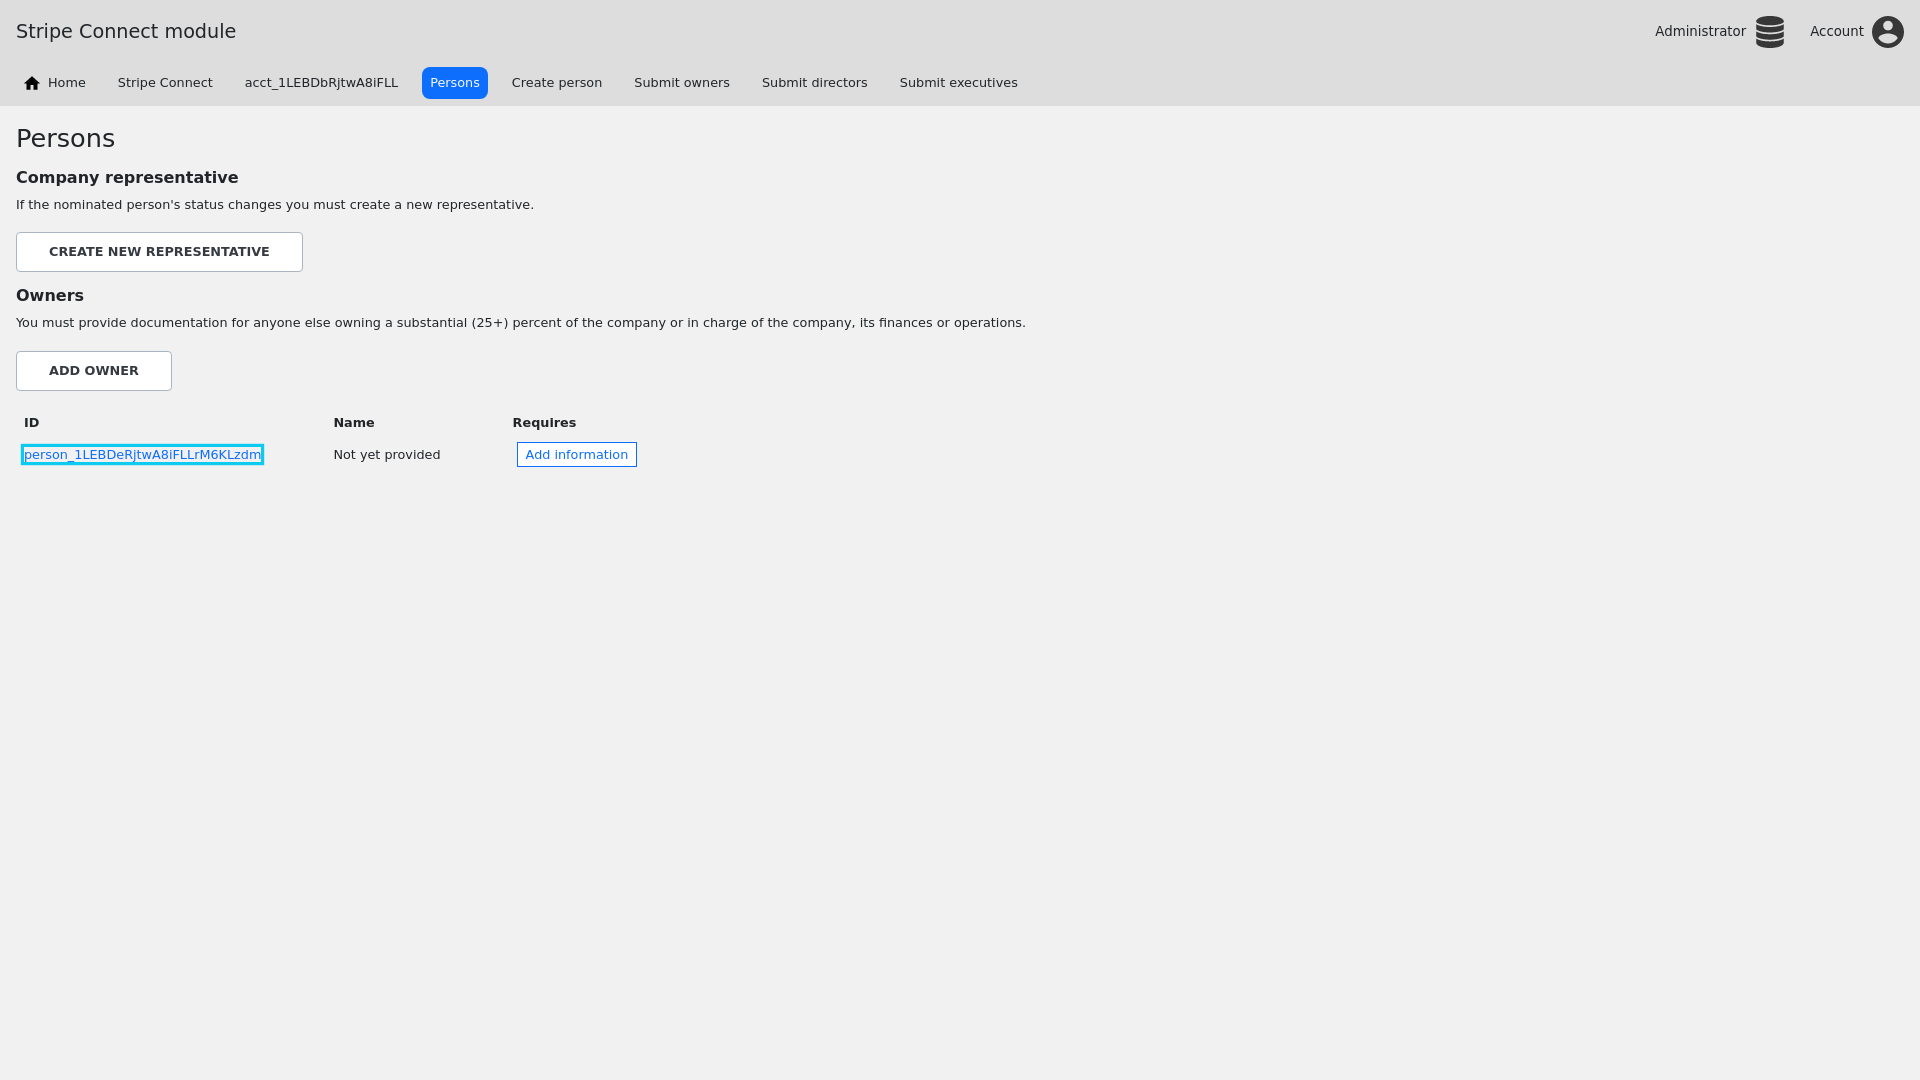 Stripe Connect module
Administrator
Account
Home
Stripe Connect
acct_1LEBDbRjtwA8iFLL
Persons
Create person
Submit owners
Submit directors
Submit executives
Persons
Company representative
If the nominated person's status changes you must create a new representative.
CREATE NEW REPRESENTATIVE
Owners
You must provide documentation for anyone else owning a substantial (25+) percent of the company or in charge of the company, its finances or operations.
ADD OWNER
ID Name Requires
person_1LEBDeRjtwA8iFLLrM6KLzdm Not yet provided Add information